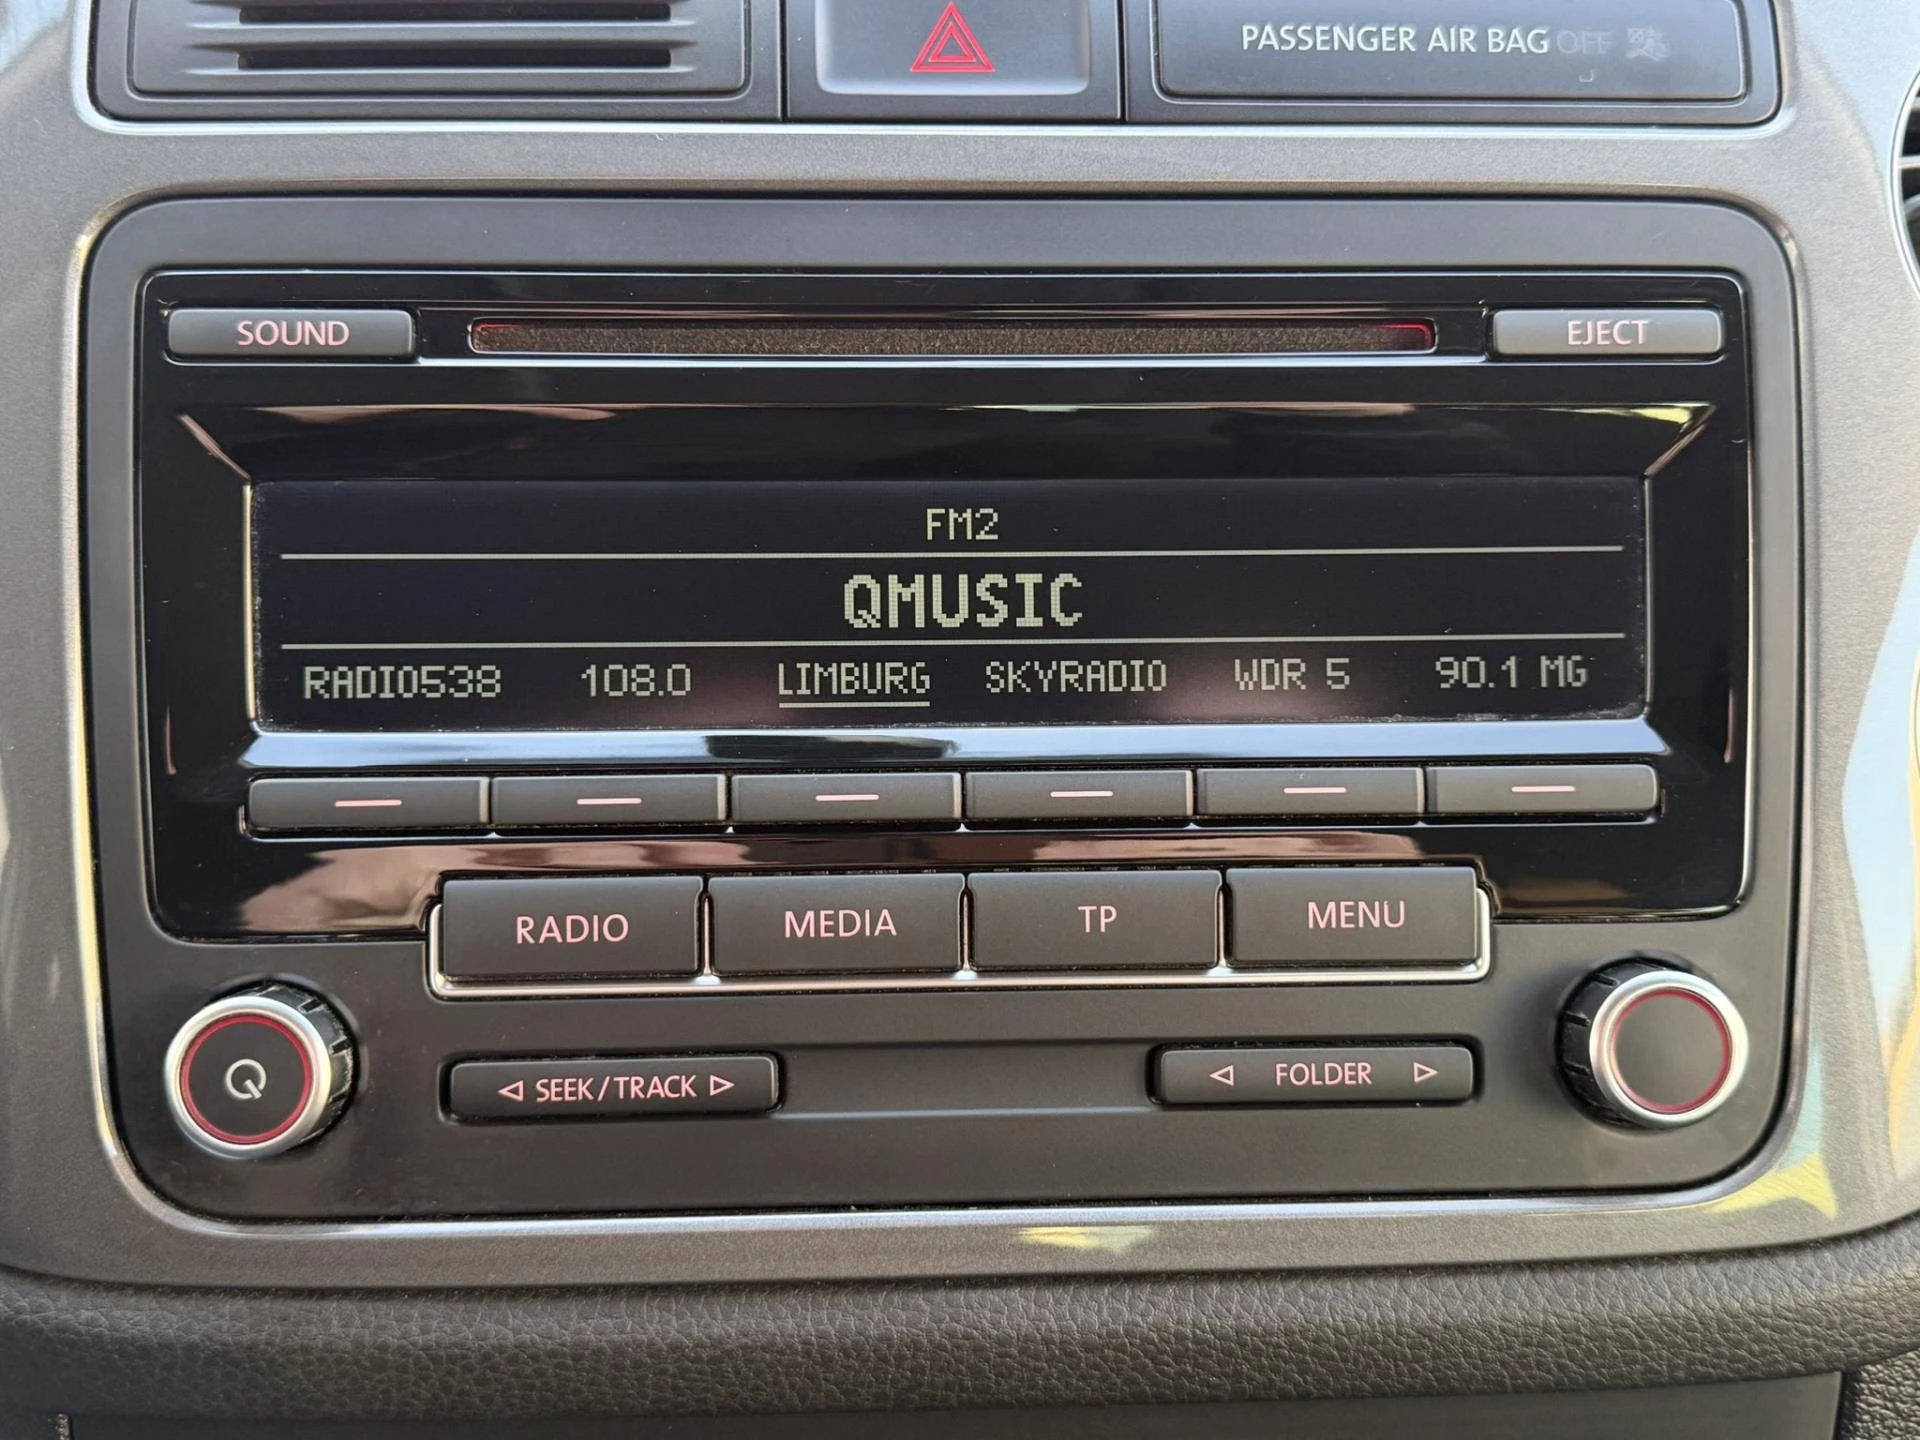 PASSENGER AIR BAG OFF
SOUND
EJECT
FM2
QMUSIC
RADIO538 108.0 LIMBURG SKYRADIO WDR 5 90.1 MG
RADIO MEDIA TP MENU
SEEK/TRACK
FOLDER